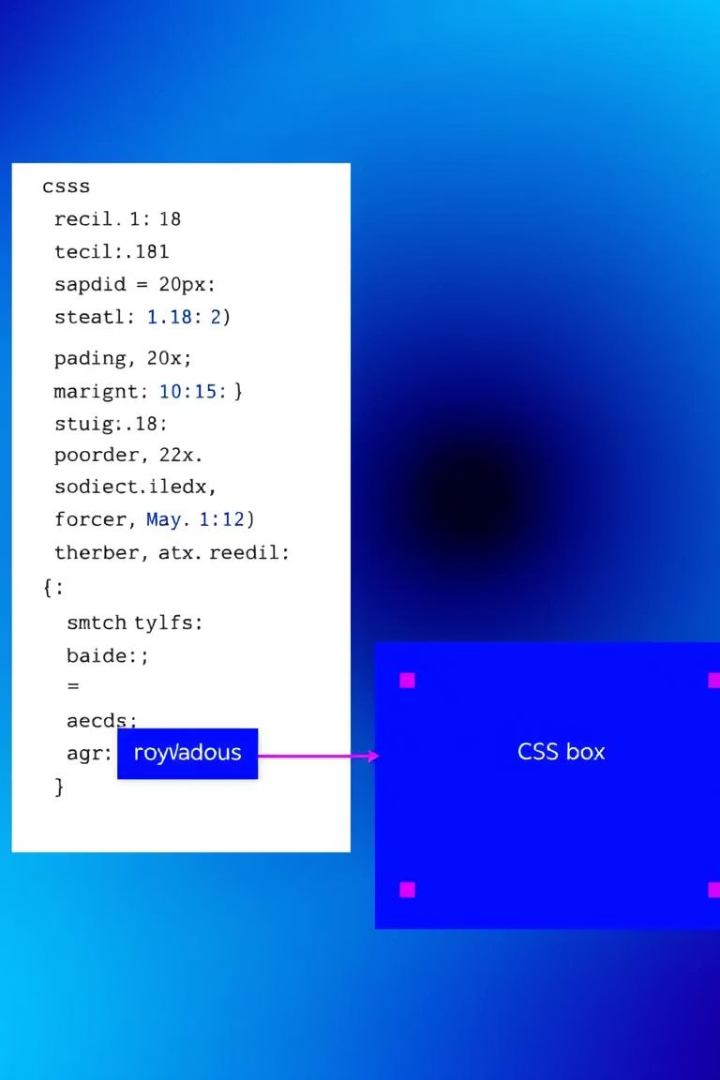 csss
recil. 1: 18
tecil:.181
sapdid = 20px:
steatl: 1.18: 2)
pading, 20x;
marignt: 10:15: }
stuig:.18:
poorder, 22x.
sodiect.iledx,
forcer, May. 1:12)
therber, atx. reedil:
{:
smtch tylfs:
baide:;
=
aecds;
agr: royVadous
}
CSS box